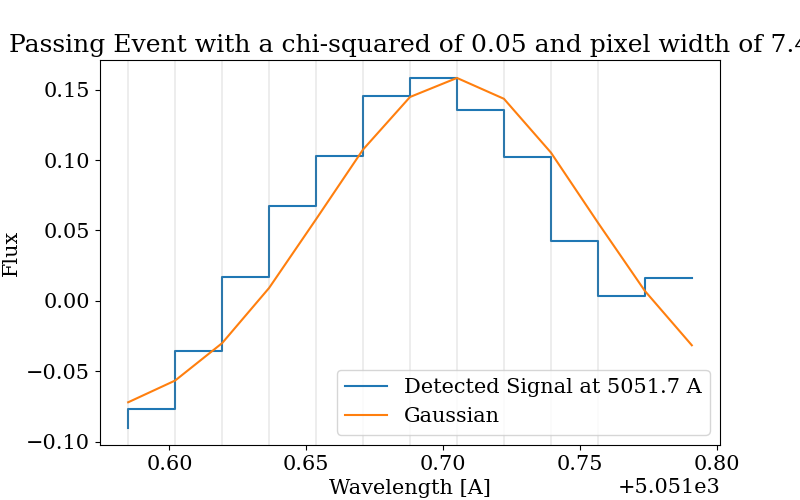 Passing Event with a chi-squared of 0.05 and pixel width of 7.4
0.15
0.10
0.05
0.00
−0.05
−0.10
Flux
Detected Signal at 5051.7 A
Gaussian
0.60 0.65 0.70 0.75 0.80
Wavelength [A] +5.051e3